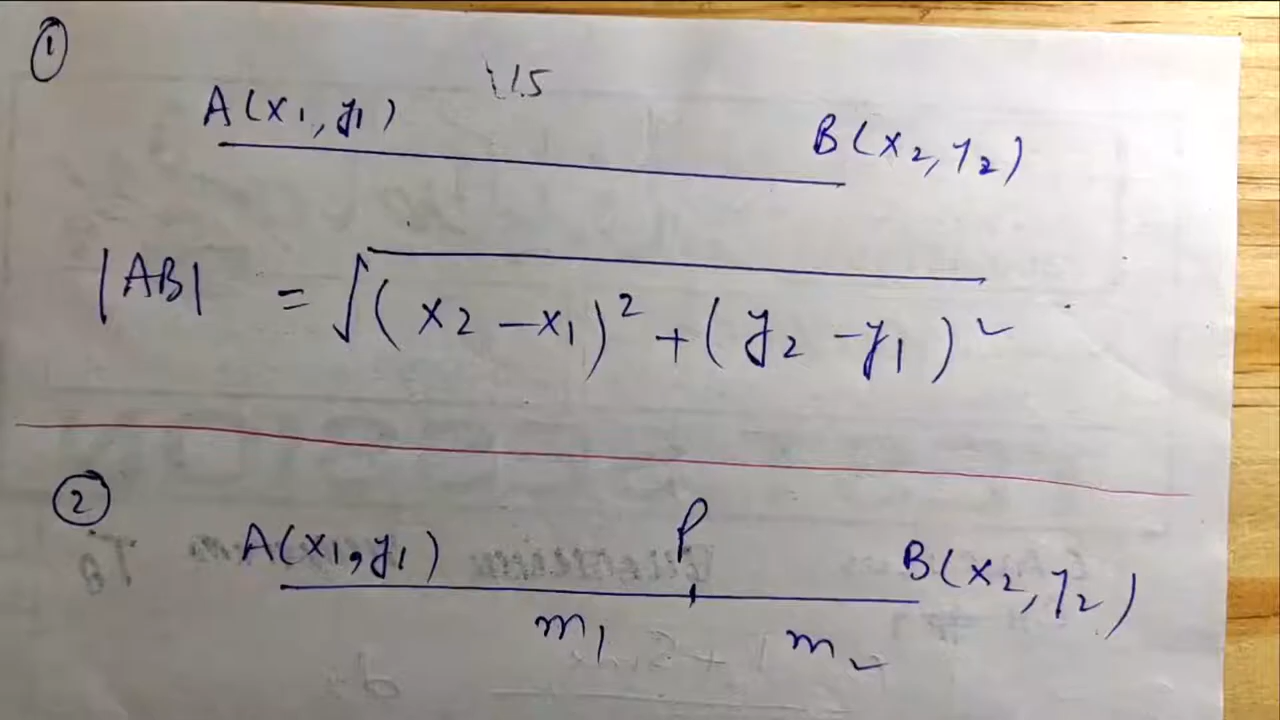 ①
115
A(x₁, y₁)
B(x₂, y₂)
|AB| = √(x₂ - x₁)² + (y₂ - y₁)²
②
P
A(x₁, y₁)
B(x₂, y₂)
m₁ m₂